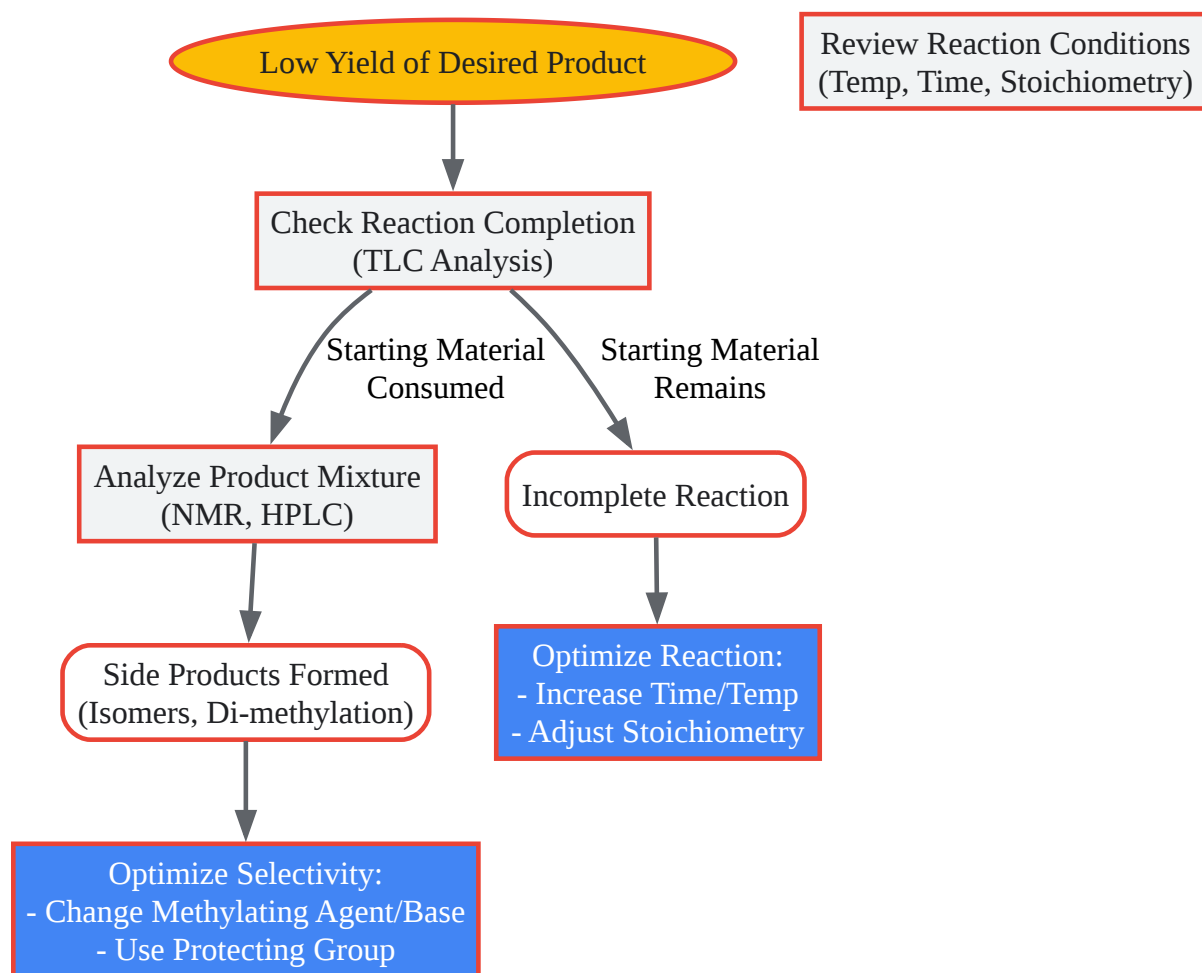 Low Yield of Desired Product
Review Reaction Conditions
(Temp, Time, Stoichiometry)
Check Reaction Completion
(TLC Analysis)
Starting Material
Consumed
Starting Material
Remains
Analyze Product Mixture
(NMR, HPLC)
Incomplete Reaction
Side Products Formed
(Isomers, Di-methylation)
Optimize Reaction:
- Increase Time/Temp
- Adjust Stoichiometry
Optimize Selectivity:
- Change Methylating Agent/Base
- Use Protecting Group